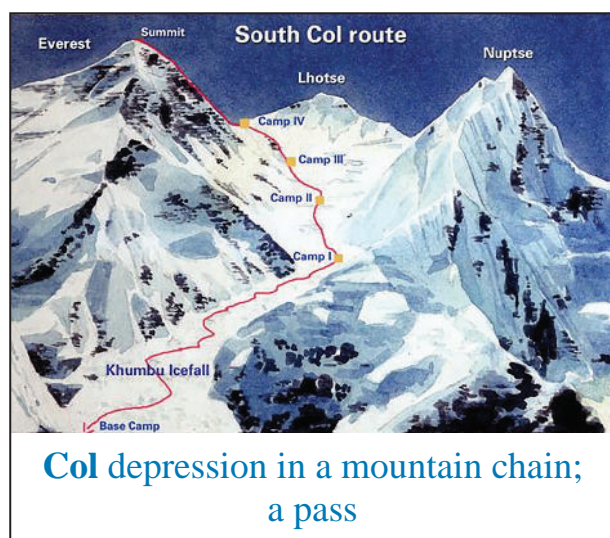 South Col route
Everest
Summit
Nuptse
Lhotse
Camp IV
Camp III
Camp II
Camp I
Khumbu Icefall
Base Camp
Col depression in a mountain chain;
a pass